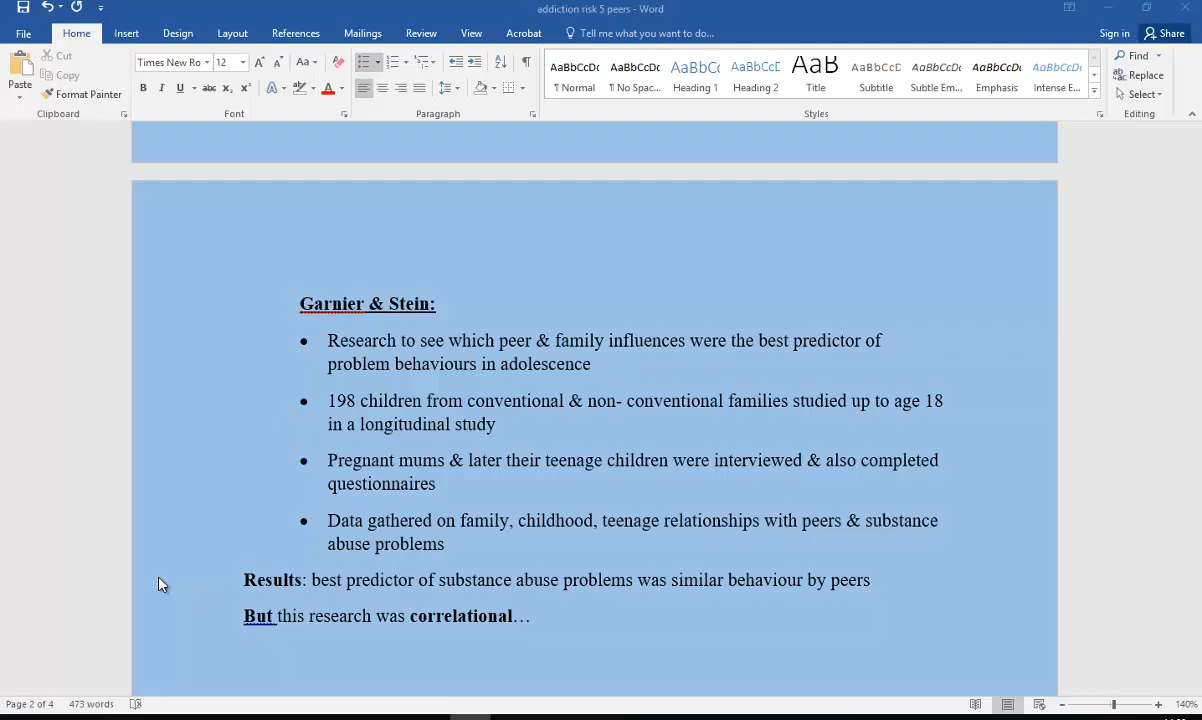 addiction risk 5 peers - Word
File Home Insert Design Layout References Mailings Review View Acrobat Tell me what you want to do... Sign in Share
Paste
Cut
Copy
Format Painter
Clipboard
Times New Ro 12
Font
Paragraph
AaBbCcDc AaBbCcDc AaBbCc AaBbCcD AaB AaBbCcD AaBbCcDc AaBbCcDc AaBbCcDc
¶ Normal ¶ No Spac... Heading 1 Heading 2 Title Subtitle Subtle Em... Emphasis Intense E...
Styles
Find
Replace
Select
Editing
Garnier & Stein:
• Research to see which peer & family influences were the best predictor of
problem behaviours in adolescence
• 198 children from conventional & non- conventional families studied up to age 18
in a longitudinal study
• Pregnant mums & later their teenage children were interviewed & also completed
questionnaires
• Data gathered on family, childhood, teenage relationships with peers & substance
abuse problems
Results: best predictor of substance abuse problems was similar behaviour by peers
But this research was correlational…
Page 2 of 4 473 words 140%